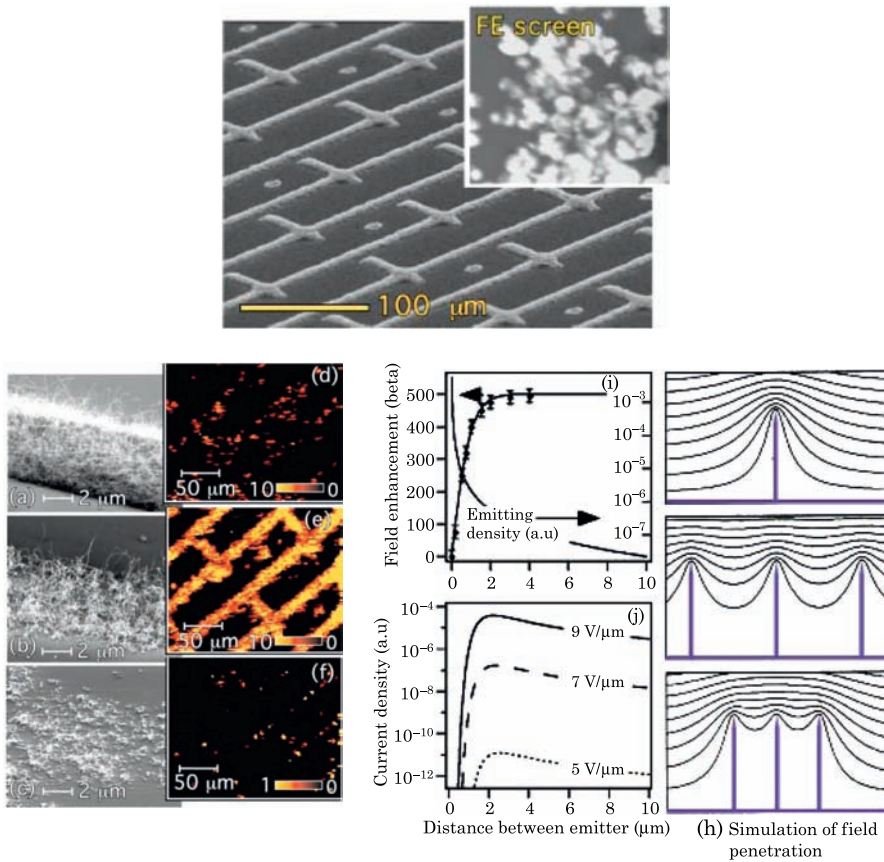 FE screen
100 μm
(a) 2 μm
(d)
50 μm 10 0
(b) 2 μm
(e)
50 μm 10 0
(c) 2 μm
(f)
50 μm 1 0
Field enhancement (beta)
500
400
300
200
100
0
(i)
10⁻³
10⁻⁴
10⁻⁵
10⁻⁶
10⁻⁷
Emitting
density (a.u)
0 2 4 6 8 10
Current density (a.u)
10⁻⁴
10⁻⁶
10⁻⁸
10⁻¹⁰
10⁻¹²
(j)
9 V/μm
7 V/μm
5 V/μm
0 2 4 6 8 10
Distance between emitter (μm)
(h) Simulation of field
penetration